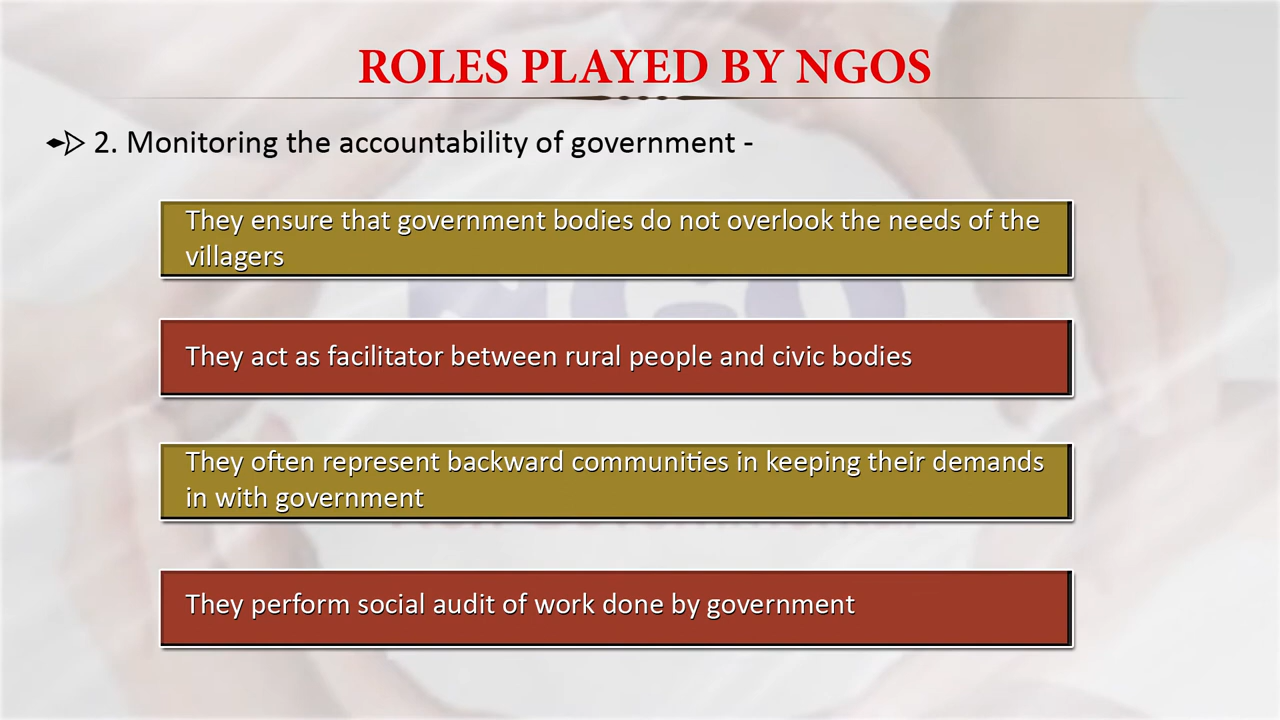 ROLES PLAYED BY NGOS
2. Monitoring the accountability of government -
They ensure that government bodies do not overlook the needs of the
villagers
They act as facilitator between rural people and civic bodies
They often represent backward communities in keeping their demands
in with government
They perform social audit of work done by government
NGO